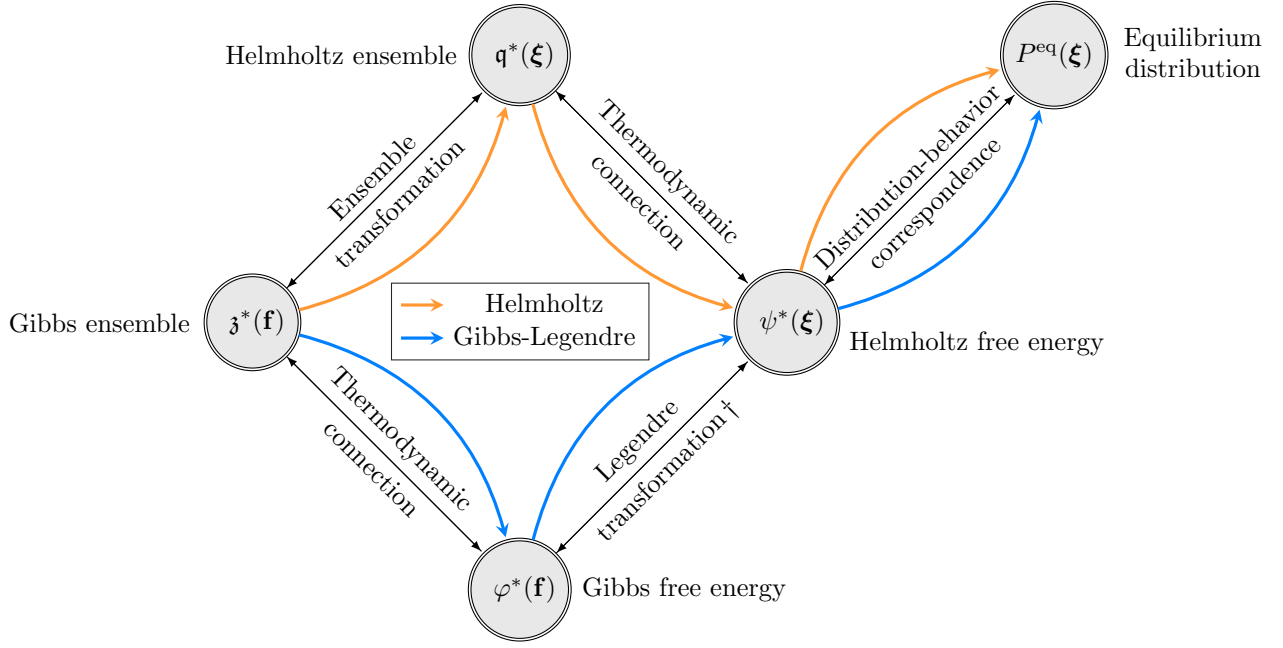 Helmholtz ensemble
𝔮*(ξ)
P^eq(ξ)
Equilibrium
distribution
Ensemble
transformation
Thermodynamic
connection
Distribution-behavior
correspondence
Gibbs ensemble
𝔷*(f)
Helmholtz
Gibbs-Legendre
ψ*(ξ)
Helmholtz free energy
Thermodynamic
connection
Legendre
transformation †
φ*(f)
Gibbs free energy